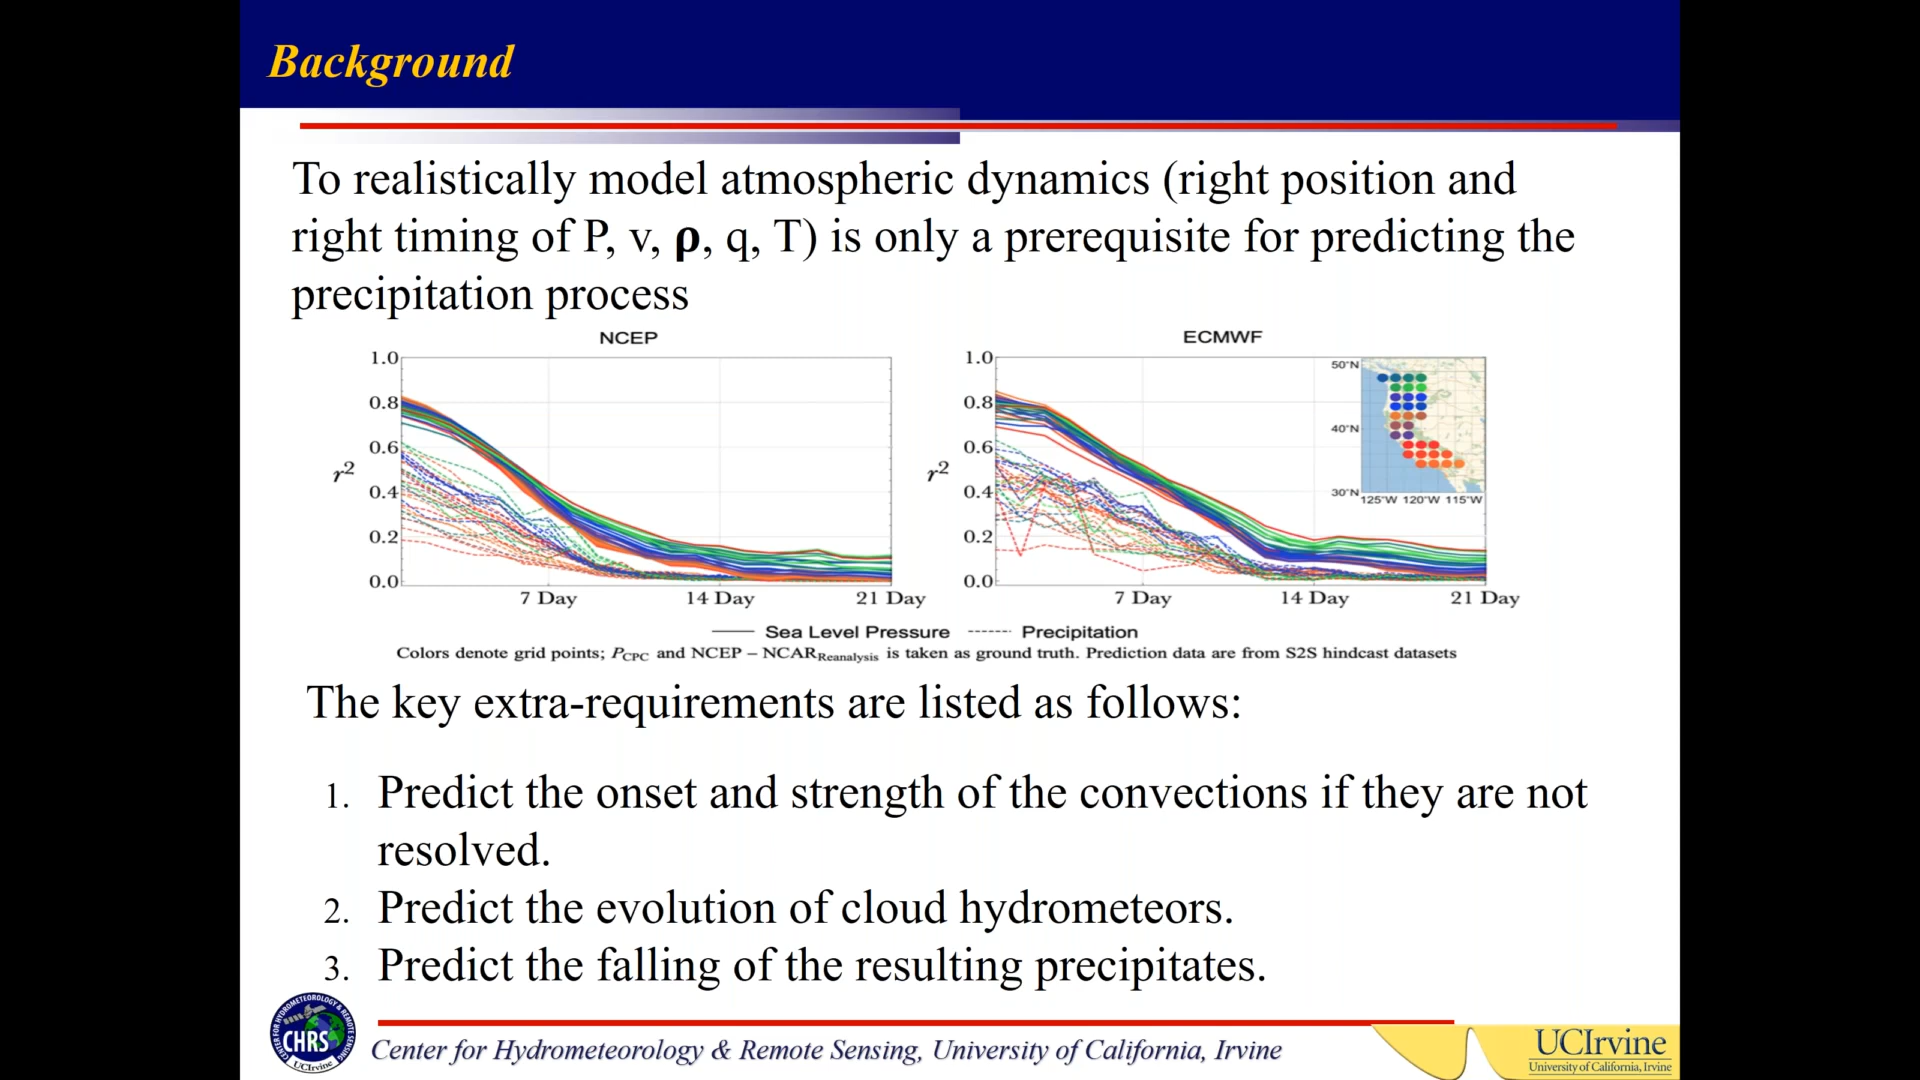 Background
To realistically model atmospheric dynamics (right position and
right timing of P, v, ρ, q, T) is only a prerequisite for predicting the
precipitation process
NCEP
1.0
0.8
0.6
r²
0.4
0.2
0.0
7 Day 14 Day 21 Day
ECMWF
1.0
0.8
0.6
r²
0.4
0.2
0.0
7 Day 14 Day 21 Day
50°N
40°N
30°N
125°W 120°W 115°W
Sea Level Pressure Precipitation
Colors denote grid points; P_CPC and NCEP – NCAR_Reanalysis is taken as ground truth. Prediction data are from S2S hindcast datasets
The key extra-requirements are listed as follows:
1. Predict the onset and strength of the convections if they are not
resolved.
2. Predict the evolution of cloud hydrometeors.
3. Predict the falling of the resulting precipitates.
CENTER FOR HYDROMETEOROLOGY & REMOTE SENSING
CHRS
UCIrvine
Center for Hydrometeorology & Remote Sensing, University of California, Irvine
UCIrvine
University of California, Irvine